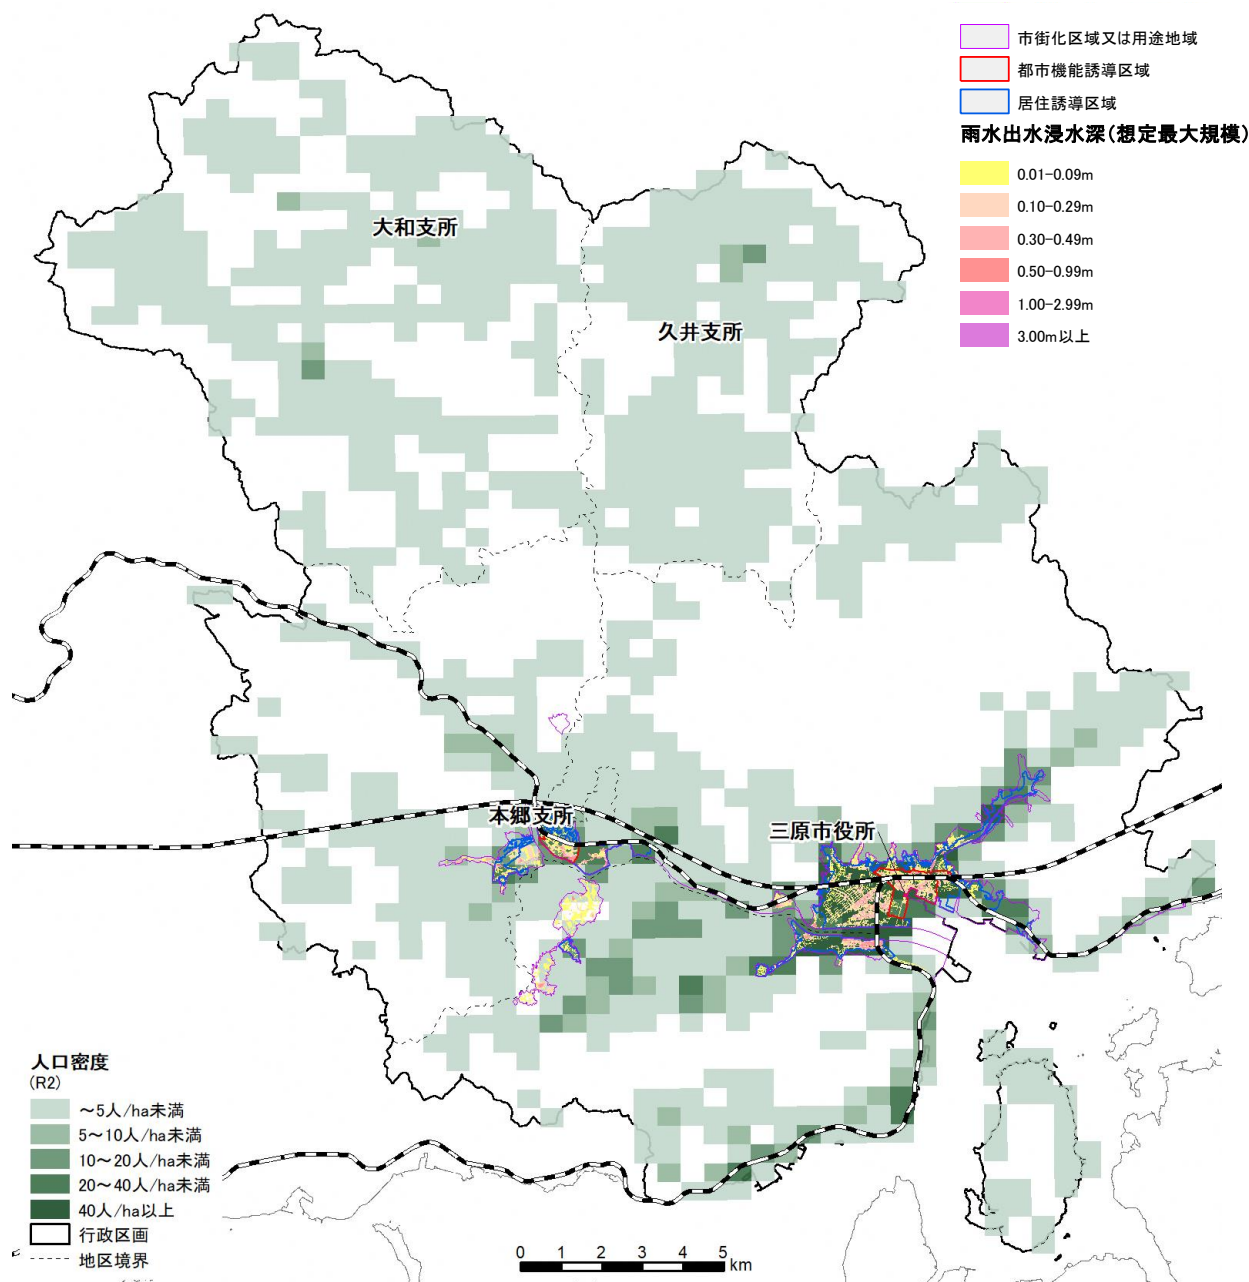 市街化区域又は用途地域
都市機能誘導区域
居住誘導区域
雨水出水浸水深(想定最大規模)
0.01-0.09m
0.10-0.29m
0.30-0.49m
0.50-0.99m
1.00-2.99m
3.00m以上
大和支所
久井支所
本郷支所
三原市役所
人口密度
(R2)
～5人/ha未満
5～10人/ha未満
10～20人/ha未満
20～40人/ha未満
40人/ha以上
行政区画
地区境界
0 1 2 3 4 5
km